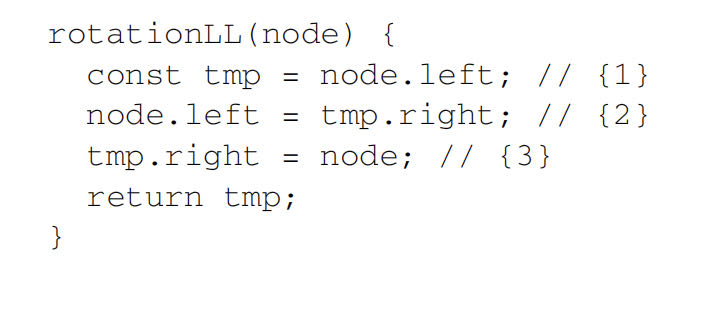 rotationLL(node) {
  const tmp = node.left; // {1}
  node.left = tmp.right; // {2}
  tmp.right = node; // {3}
  return tmp;
}